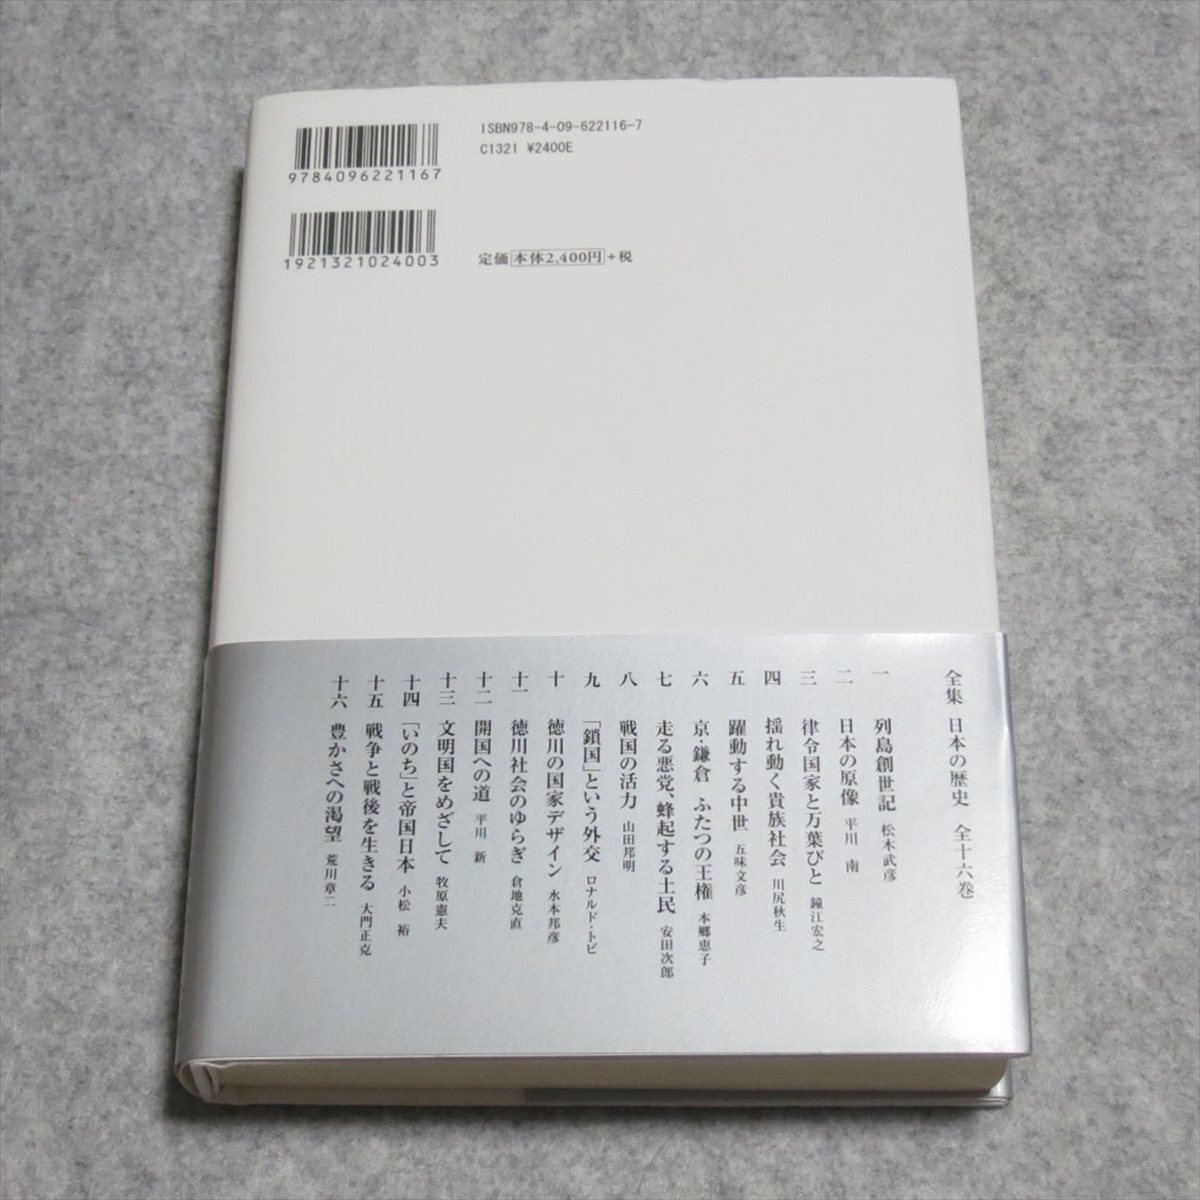 ISBN978-4-09-622116-7
C1321 ¥2400E
9784096221167
1921321024003
定価 本体2,400円 +税
全集 日本の歴史 全十六巻
一 列島創世記 松木武彦
二 日本の原像 平川 南
三 律令国家と万葉びと 鐘江宏之
四 揺れ動く貴族社会 川尻秋生
五 躍動する中世 五味文彦
六 京・鎌倉 ふたつの王権 本郷恵子
七 走る悪党、蜂起する土民 安田次郎
八 戦国の活力 山田邦明
九 「鎖国」という外交 ロナルド・トビ
十 徳川の国家デザイン 水本邦彦
十一 徳川社会のゆらぎ 倉地克直
十二 開国への道 平川 新
十三 文明国をめざして 牧原憲夫
十四 「いのち」と帝国日本 小松 裕
十五 戦争と戦後を生きる 大門正克
十六 豊かさへの渇望 荒川章二